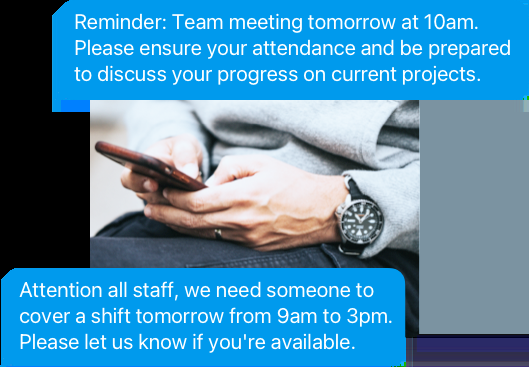 Reminder: Team meeting tomorrow at 10am.
Please ensure your attendance and be prepared
to discuss your progress on current projects.
Attention all staff, we need someone to
cover a shift tomorrow from 9am to 3pm.
Please let us know if you're available.